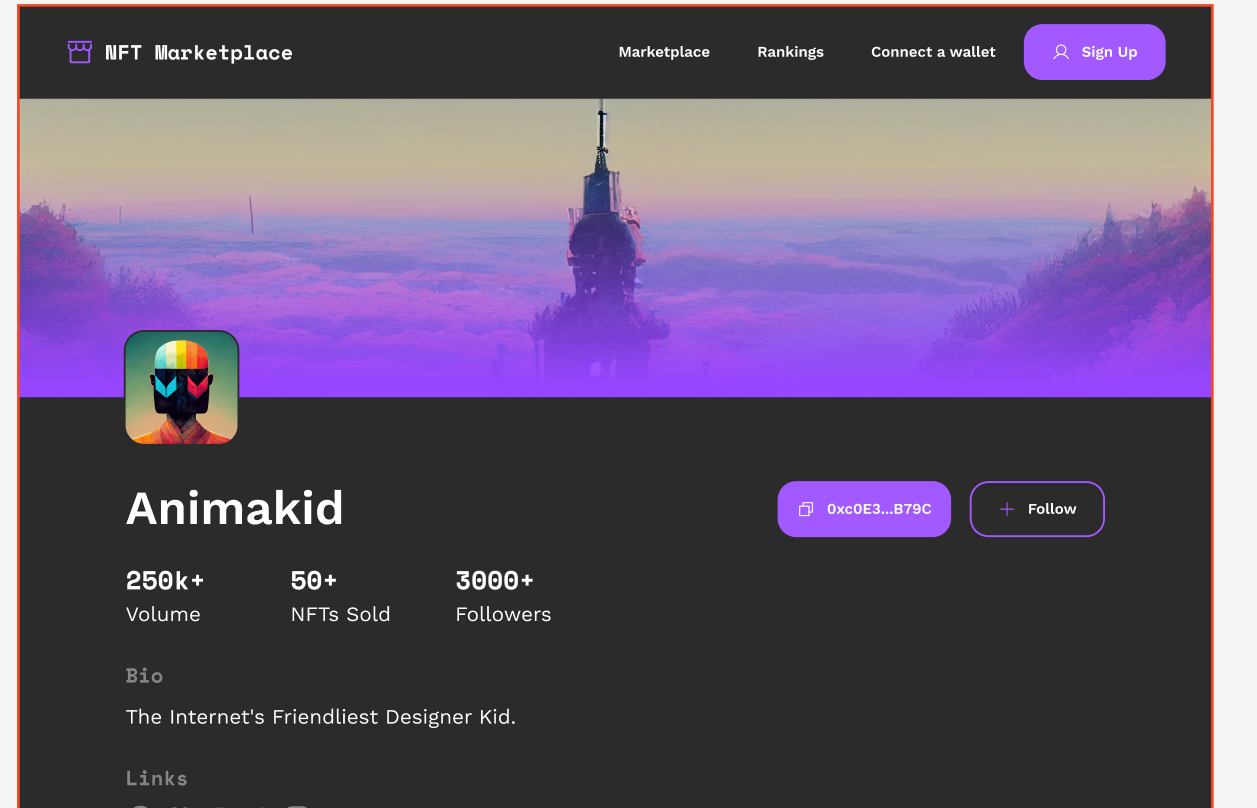 NFT Marketplace
Marketplace
Rankings
Connect a wallet
Sign Up
Animakid
0xc0E3...B79C
Follow
250k+
50+
3000+
Volume
NFTs Sold
Followers
Bio
The Internet's Friendliest Designer Kid.
Links